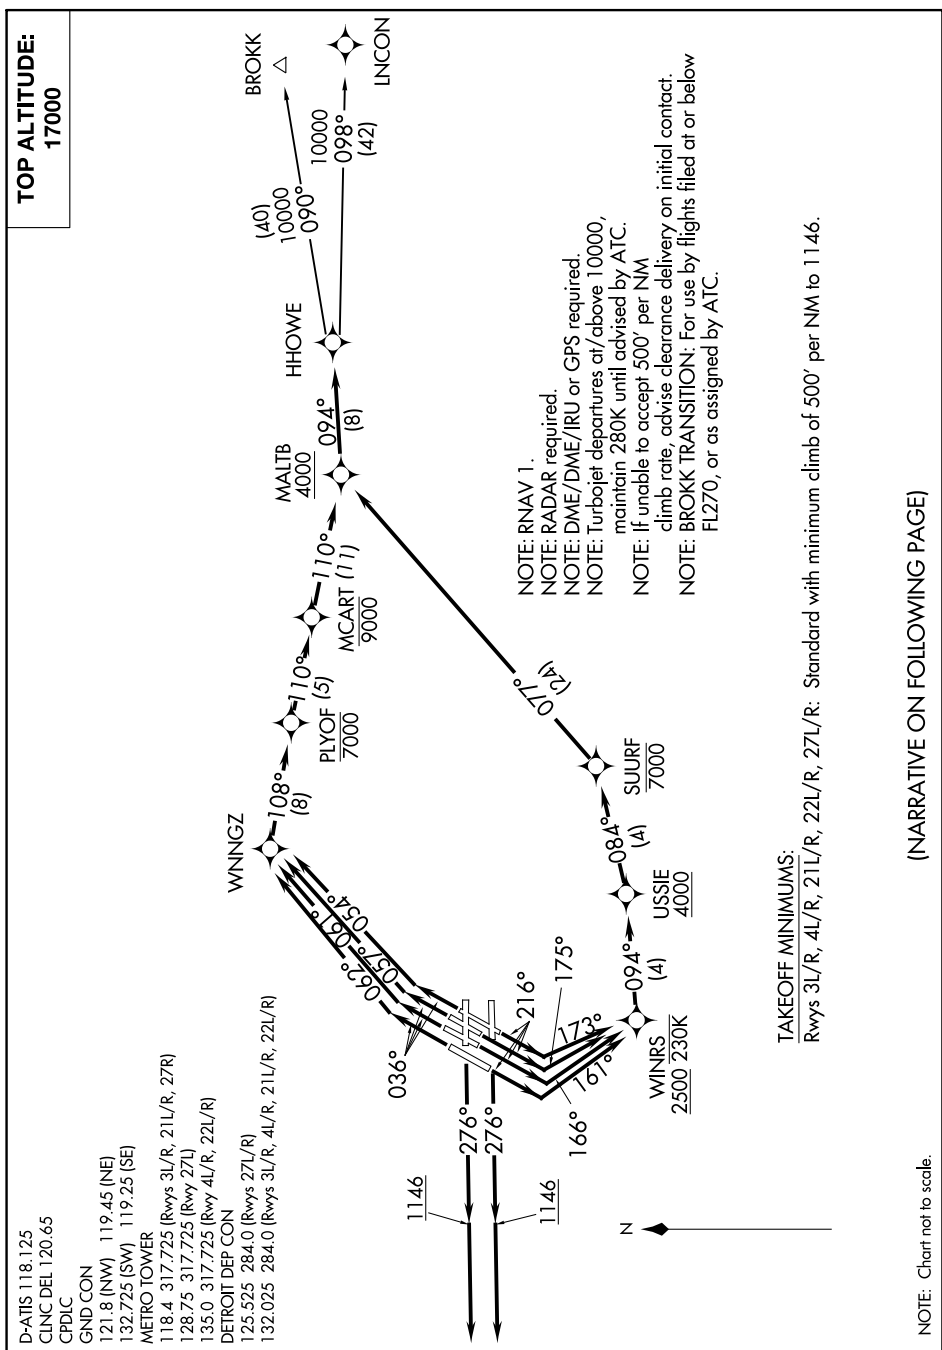 TOP ALTITUDE:
17000
D-ATIS 118.125
CLNC DEL 120.65
CPDLC
GND CON
121.8 (NW) 119.45 (NE)
132.725 (SW) 119.25 (SE)
METRO TOWER
118.4 317.725 (Rwys 3L/R, 21L/R, 27R)
128.75 317.725 (Rwy 27L)
135.0 317.725 (Rwy 4L/R, 22L/R)
DETROIT DEP CON
125.525 284.0 (Rwys 27L/R)
132.025 284.0 (Rwys 3L/R, 4L/R, 21L/R, 22L/R)
BROKK
LNCON
(40)
10000
090°
10000
098°
(42)
HHOWE
094°
(8)
MALTB
4000
110° (11)
MCART
9000
110°
(5)
PLYOF
7000
108°
(8)
WNNGZ
062°
061°
057°
054°
036°
216°
175°
173°
161°
166°
276°
276°
1146
1146
WINRS
2500 230K
094°
(4)
USSIE
4000
084°
(4)
SUURF
7000
077°
(24)
N
NOTE: RNAV 1.
NOTE: RADAR required.
NOTE: DME/DME/IRU or GPS required.
NOTE: Turbojet departures at/above 10000,
maintain 280K until advised by ATC.
NOTE: If unable to accept 500' per NM
climb rate, advise clearance delivery on initial contact.
NOTE: BROKK TRANSITION: For use by flights filed at or below
FL270, or as assigned by ATC.
TAKEOFF MINIMUMS:
Rwys 3L/R, 4L/R, 21L/R, 22L/R, 27L/R: Standard with minimum climb of 500' per NM to 1146.
(NARRATIVE ON FOLLOWING PAGE)
NOTE: Chart not to scale.